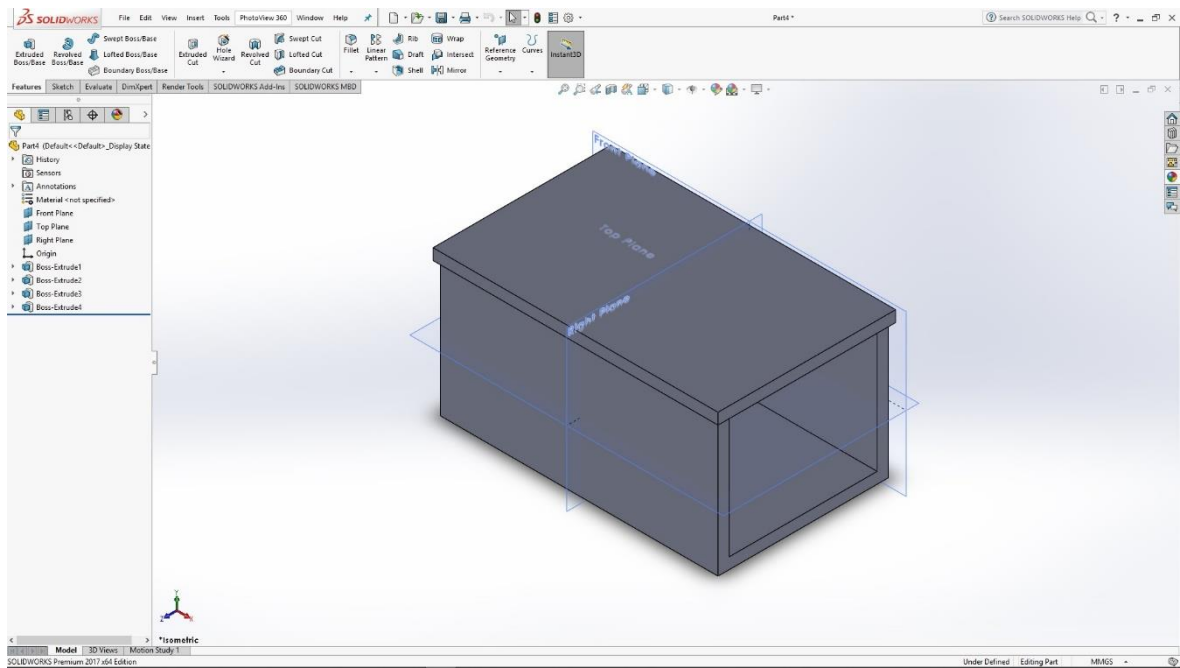 SOLIDWORKS File Edit View Insert Tools PhotoView 360 Window Help Part4 * Search SOLIDWORKS Help
Extruded Boss/Base
Revolved Boss/Base
Swept Boss/Base
Lofted Boss/Base
Boundary Boss/Base
Extruded Cut
Hole Wizard
Revolved Cut
Swept Cut
Lofted Cut
Boundary Cut
Fillet
Linear Pattern
Rib
Draft
Shell
Wrap
Intersect
Mirror
Reference Geometry
Curves
Instant3D
Features Sketch Evaluate DimXpert Render Tools SOLIDWORKS Add-Ins SOLIDWORKS MBD
Part4 (Default<<Default>_Display State
History
Sensors
Annotations
Material <not specified>
Front Plane
Top Plane
Right Plane
Origin
Boss-Extrude1
Boss-Extrude2
Boss-Extrude3
Boss-Extrude4
Front Plane
Top Plane
Right Plane
*Isometric
Model 3D Views Motion Study 1
SOLIDWORKS Premium 2017 x64 Edition Under Defined Editing Part MMGS